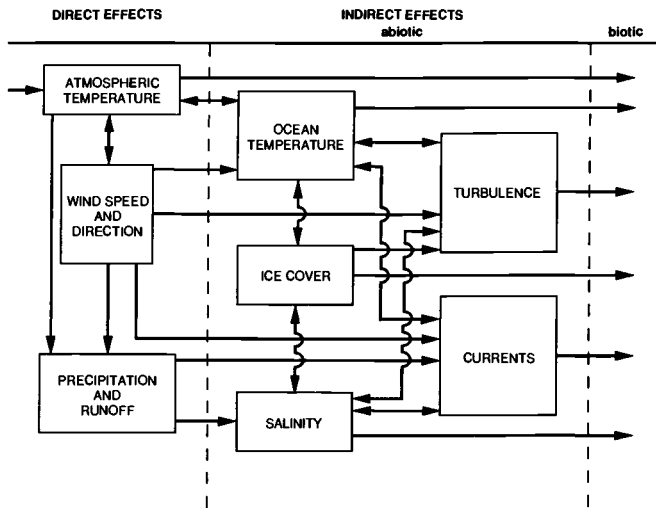 DIRECT EFFECTS
INDIRECT EFFECTS
abiotic
biotic
ATMOSPHERIC
TEMPERATURE
OCEAN
TEMPERATURE
WIND SPEED
AND
DIRECTION
TURBULENCE
ICE COVER
PRECIPITATION
AND
RUNOFF
CURRENTS
SALINITY